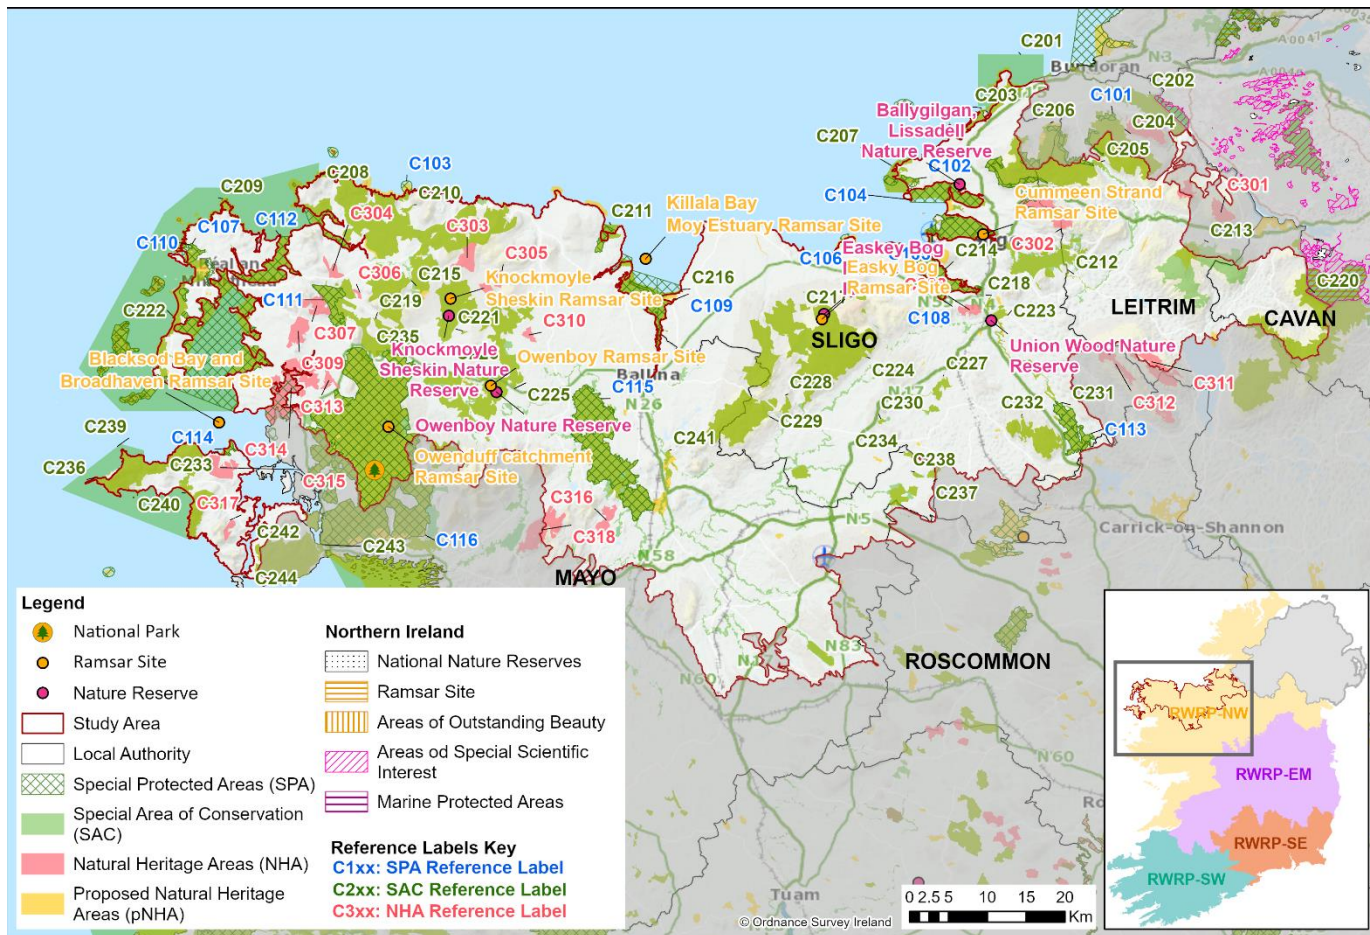 C201
N3
A0047
Bundoran
A0046
C202
C203
N15
C206
C101
Ballygilgan,
Lissadell
Nature Reserve
C204
C207
C102
C205
C103
C208
C209
C210
C104
Cummeen Strand
Ramsar Site
C301
Killala Bay
Moy Estuary Ramsar Site
C304
C303
C211
C107
C112
C110
C213
C214
C302
C305
Easkey Bog
C106
Easky Bog
Ramsar Site
C212
C306
C215
Knockmoyle
Sheskin Ramsar Site
C216
C218
C220
C111
C219
C109
C223
LEITRIM
CAVAN
C222
C307
C221
C310
C108
SLIGO
C235
Union Wood Nature
Reserve
Blacksod Bay and
Broadhaven Ramsar Site
C309
Knockmoyle
Sheskin Nature
Reserve
Owenboy Ramsar Site
Ballina
C227
C224
C228
C311
C115
C225
N17
C313
Owenboy Nature Reserve
N26
C230
C232
C231
C312
C229
C239
C114
C113
C314
C241
C234
C233
Owenduff catchment
Ramsar Site
C236
C238
C315
C237
C240
C317
C316
N5
Carrick-on-Shannon
C242
C243
C116
C318
N58
C244
MAYO
N83
ROSCOMMON
N60
N60
Tuam
Legend
National Park
Ramsar Site
Nature Reserve
Study Area
Local Authority
Special Protected Areas (SPA)
Special Area of Conservation
(SAC)
Natural Heritage Areas (NHA)
Proposed Natural Heritage
Areas (pNHA)
Northern Ireland
National Nature Reserves
Ramsar Site
Areas of Outstanding Beauty
Areas od Special Scientific
Interest
Marine Protected Areas
Reference Labels Key
C1xx: SPA Reference Label
C2xx: SAC Reference Label
C3xx: NHA Reference Label
© Ordnance Survey Ireland
0 2.5 5 10 15 20
Km
RWRP-NW
RWRP-EM
RWRP-SE
RWRP-SW